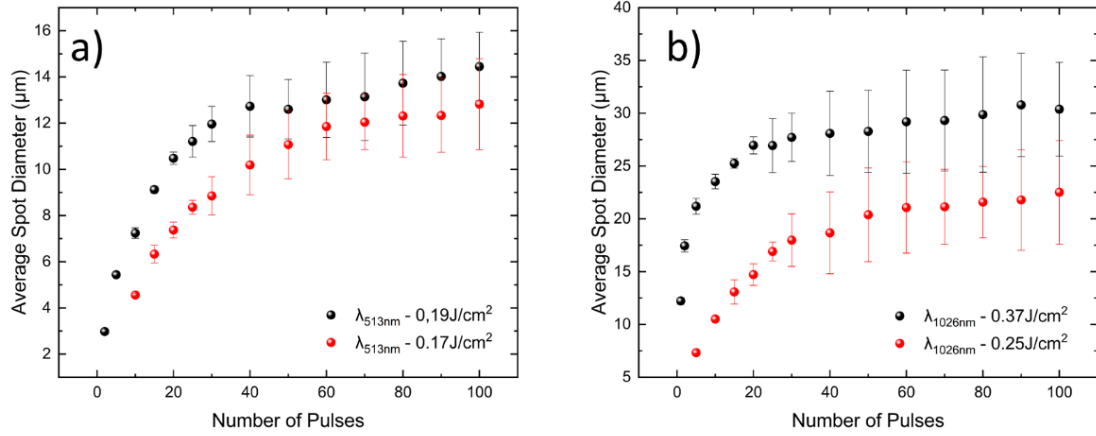 a)
16
14
12
10
8
6
4
2
Average Spot Diameter (μm)
λ513nm - 0,19J/cm²
λ513nm - 0.17J/cm²
0 20 40 60 80 100
Number of Pulses
b)
40
35
30
25
20
15
10
5
Average Spot Diameter (μm)
λ1026nm - 0.37J/cm²
λ1026nm - 0.25J/cm²
0 20 40 60 80 100
Number of Pulses